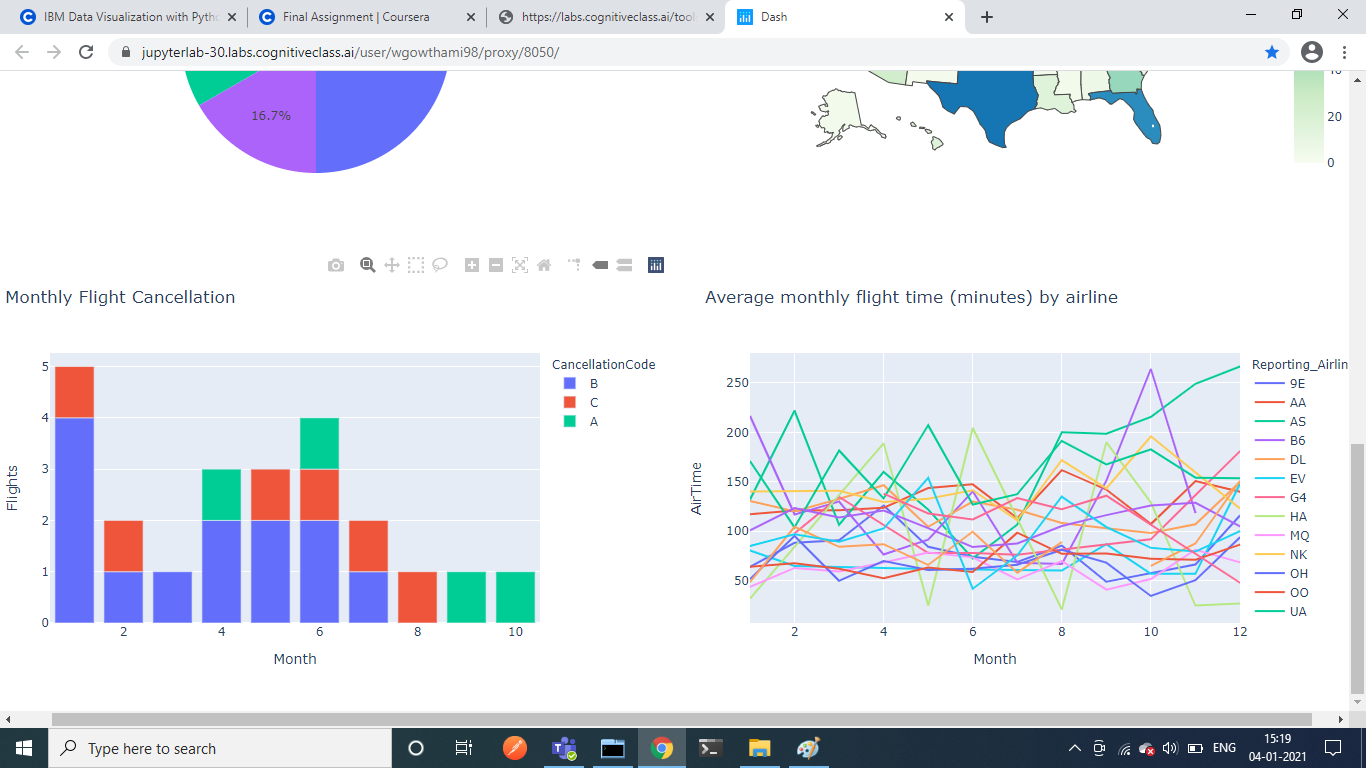 IBM Data Visualization with Pytho
Final Assignment | Coursera
https://labs.cognitiveclass.ai/tool
Dash
jupyterlab-30.labs.cognitiveclass.ai/user/wgowthami98/proxy/8050/
16.7%
20
0
Monthly Flight Cancellation
Flights
5
4
3
2
1
0
2
4
6
8
10
Month
CancellationCode
B
C
A
Average monthly flight time (minutes) by airline
AirTime
250
200
150
100
50
2
4
6
8
10
12
Month
Reporting_Airlin
9E
AA
AS
B6
DL
EV
G4
HA
MQ
NK
OH
OO
UA
Type here to search
ENG
15:19
04-01-2021